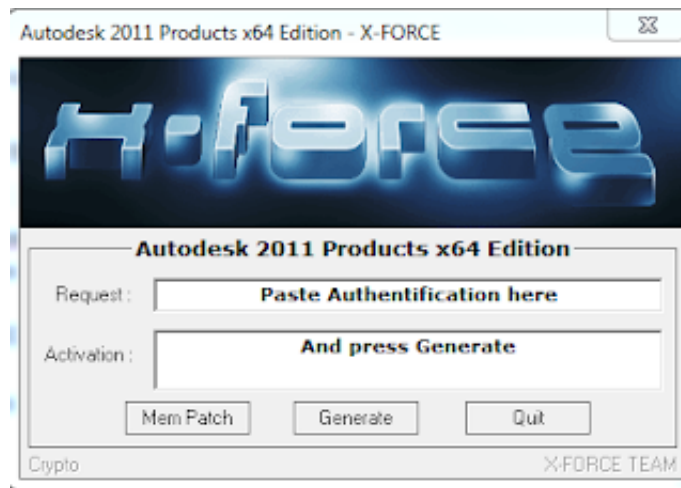 Autodesk 2011 Products x64 Edition - X-FORCE
x-force
Autodesk 2011 Products x64 Edition
Request : Paste Authentification here
Activation : And press Generate
Mem Patch Generate Quit
Crypto X-FORCE TEAM